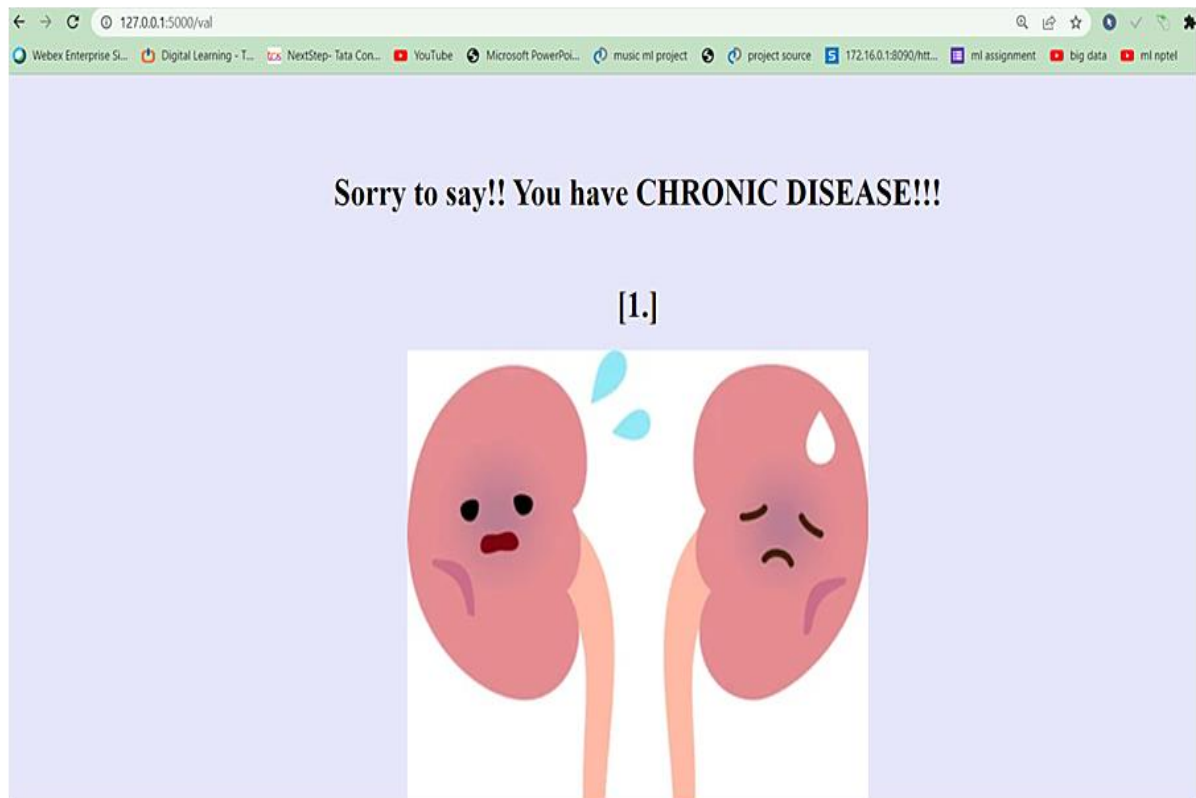 127.0.0.1:5000/val
Webex Enterprise Si... Digital Learning - T... tcs NextStep- Tata Con... YouTube Microsoft PowerPoi... music ml project project source S 172.16.0.1:8090/htt... ml assignment big data ml nptel
Sorry to say!! You have CHRONIC DISEASE!!!
[1.]